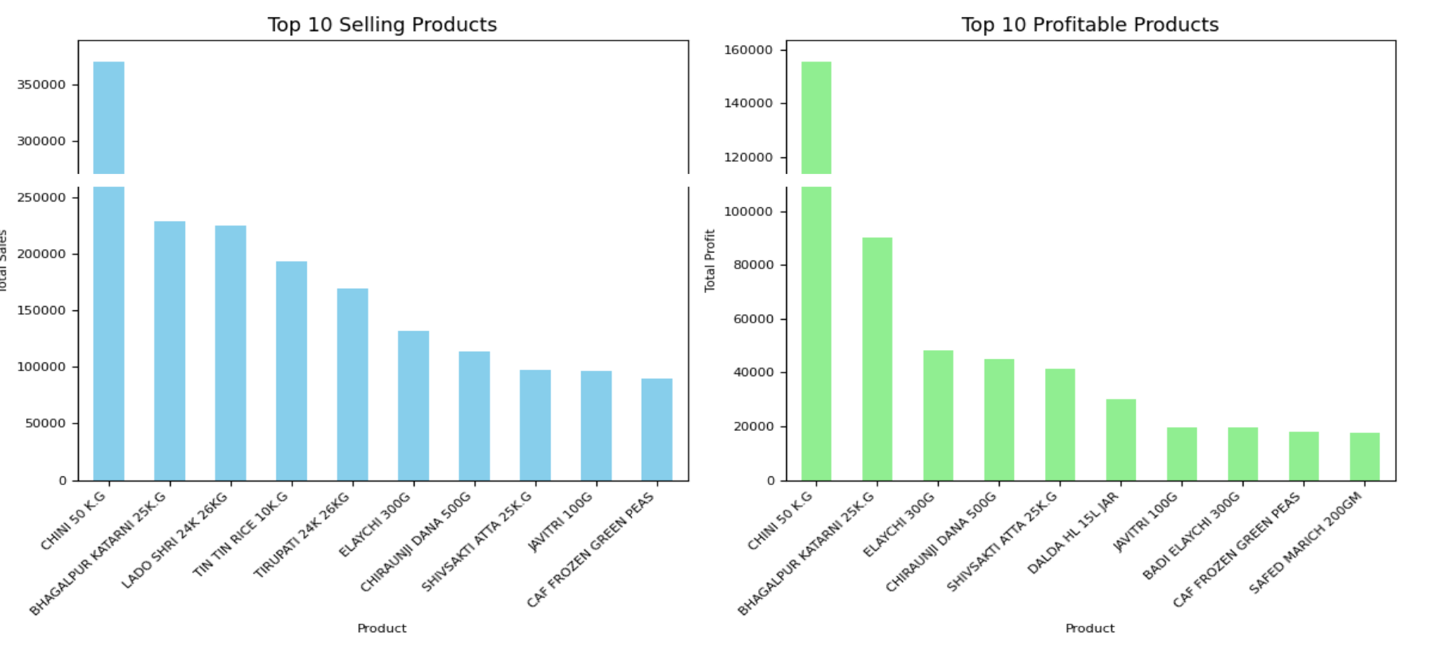 Top 10 Selling Products
350000
300000
250000
200000
150000
100000
50000
0
Total Sales
CHINI 50 K.G
BHAGALPUR KATARNI 25K.G
LADO SHRI 24K 26KG
TIN TIN RICE 10K.G
TIRUPATI 24K 26KG
ELAYCHI 300G
CHIRAUNJI DANA 500G
SHIVSAKTI ATTA 25K.G
JAVITRI 100G
CAF FROZEN GREEN PEAS
Product
Top 10 Profitable Products
160000
140000
120000
100000
80000
60000
40000
20000
0
Total Profit
CHINI 50 K.G
BHAGALPUR KATARNI 25K.G
ELAYCHI 300G
CHIRAUNJI DANA 500G
SHIVSAKTI ATTA 25K.G
DALDA HL 15L JAR
JAVITRI 100G
BADI ELAYCHI 300G
CAF FROZEN GREEN PEAS
SAFED MARICH 200GM
Product